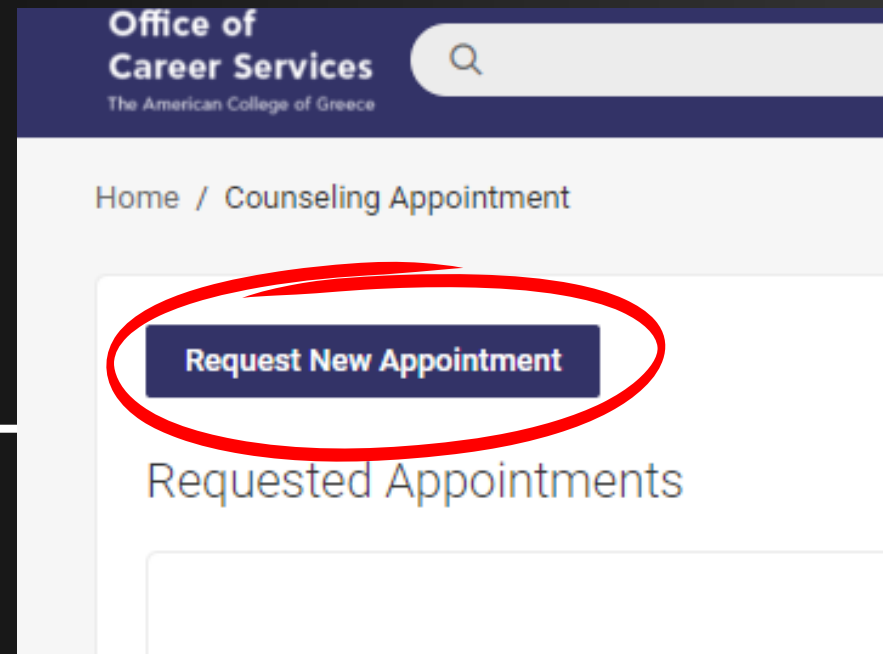 Office of
Career Services
The American College of Greece
Home / Counseling Appointment
Request New Appointment
Requested Appointments